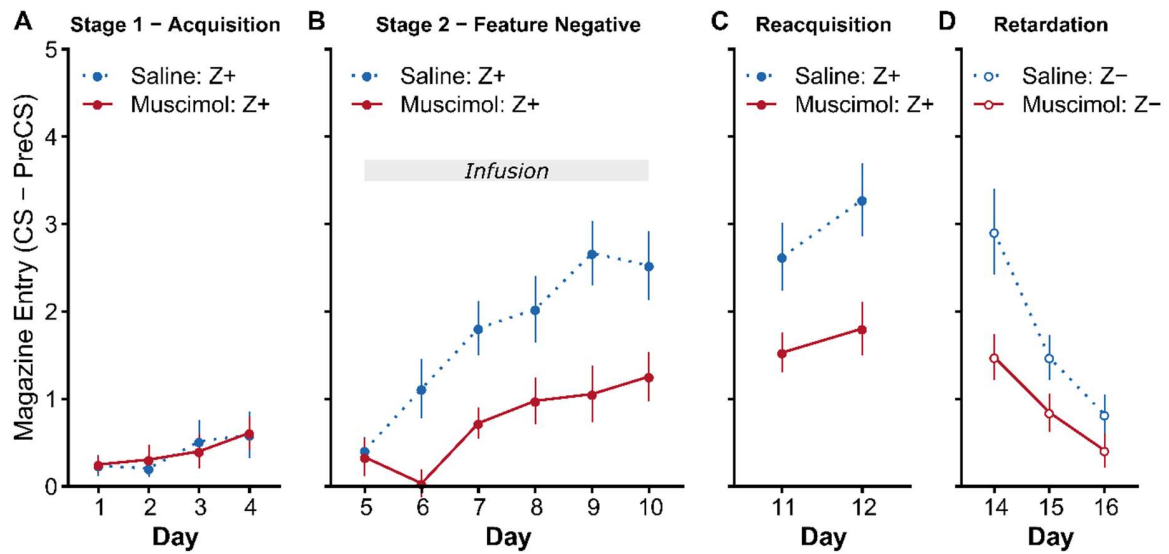 A Stage 1 – Acquisition
B Stage 2 – Feature Negative
C Reacquisition
D Retardation
Magazine Entry (CS – PreCS)
5
4
3
2
1
0
Saline: Z+
Muscimol: Z+
1 2 3 4
Day
Saline: Z+
Muscimol: Z+
Infusion
5 6 7 8 9 10
Day
Saline: Z+
Muscimol: Z+
11 12
Day
Saline: Z−
Muscimol: Z−
14 15 16
Day